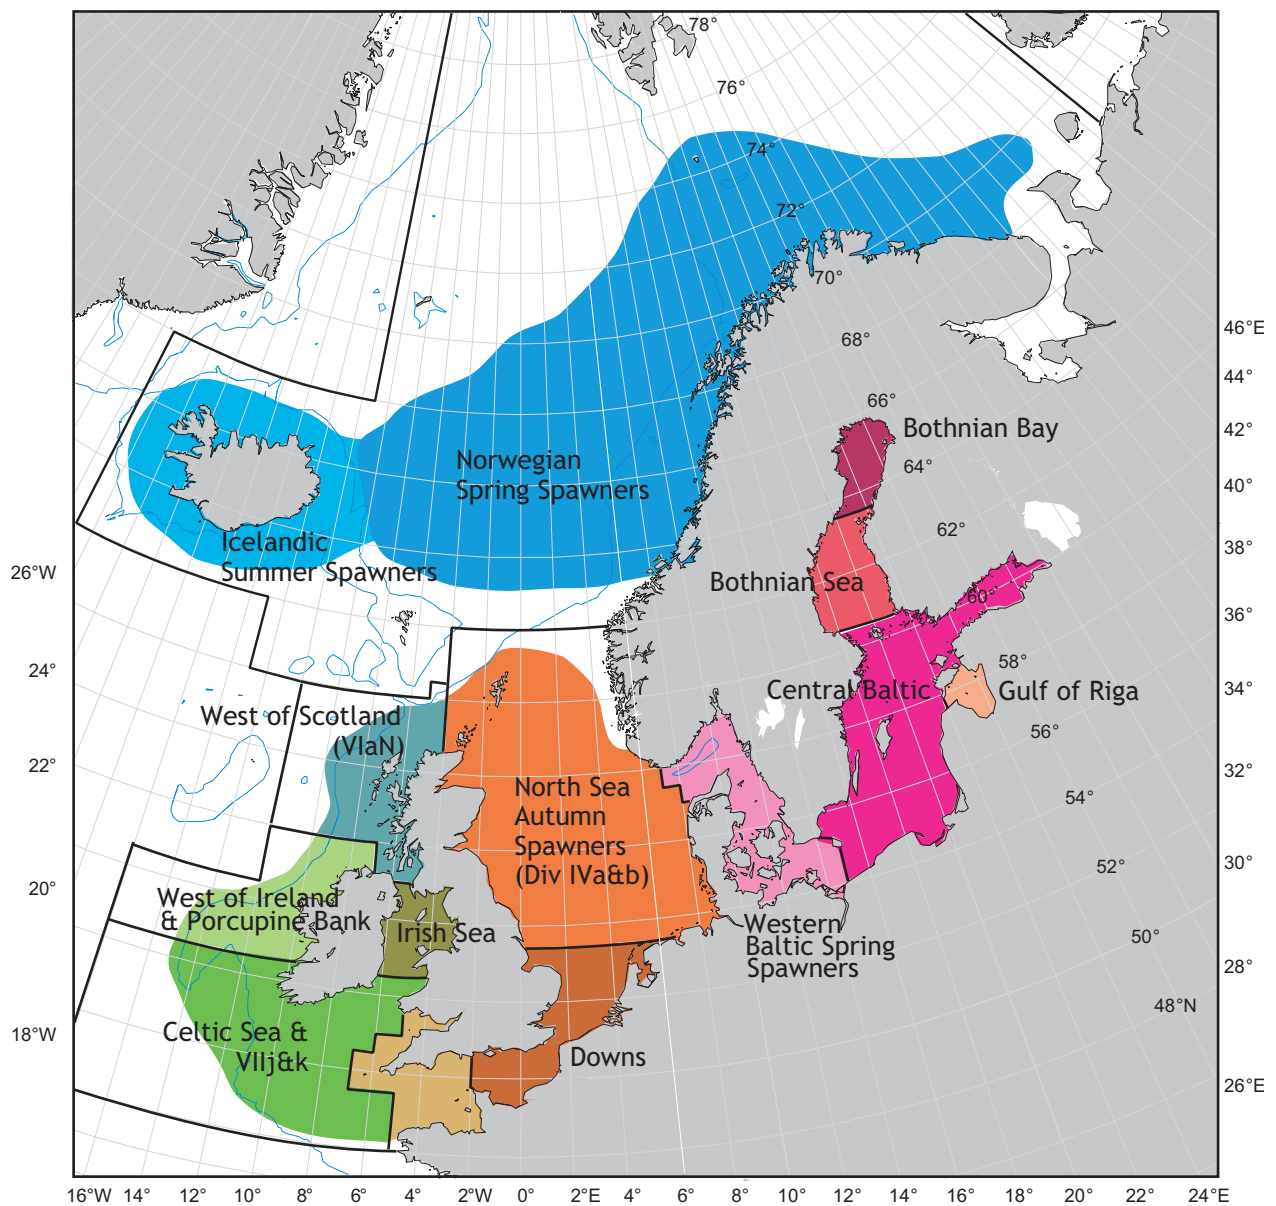 78°
76°
74°
72°
70°
68°
66°
64°
62°
60°
58°
56°
54°
52°
50°
48°N
46°E
44°
42°
40°
38°
36°
34°
32°
30°
28°
26°E
26°W
24°
22°
20°
18°W
Bothnian Bay
Norwegian
Spring Spawners
Icelandic
Summer Spawners
Bothnian Sea
Central Baltic
Gulf of Riga
West of Scotland
(VIaN)
North Sea
Autumn
Spawners
(Div IVa&b)
West of Ireland
& Porcupine Bank
Irish Sea
Western
Baltic Spring
Spawners
Celtic Sea &
VIIj&k
Downs
16°W 14° 12° 10° 8° 6° 4° 2°W 0° 2°E 4° 6° 8° 10° 12° 14° 16° 18° 20° 22° 24°E